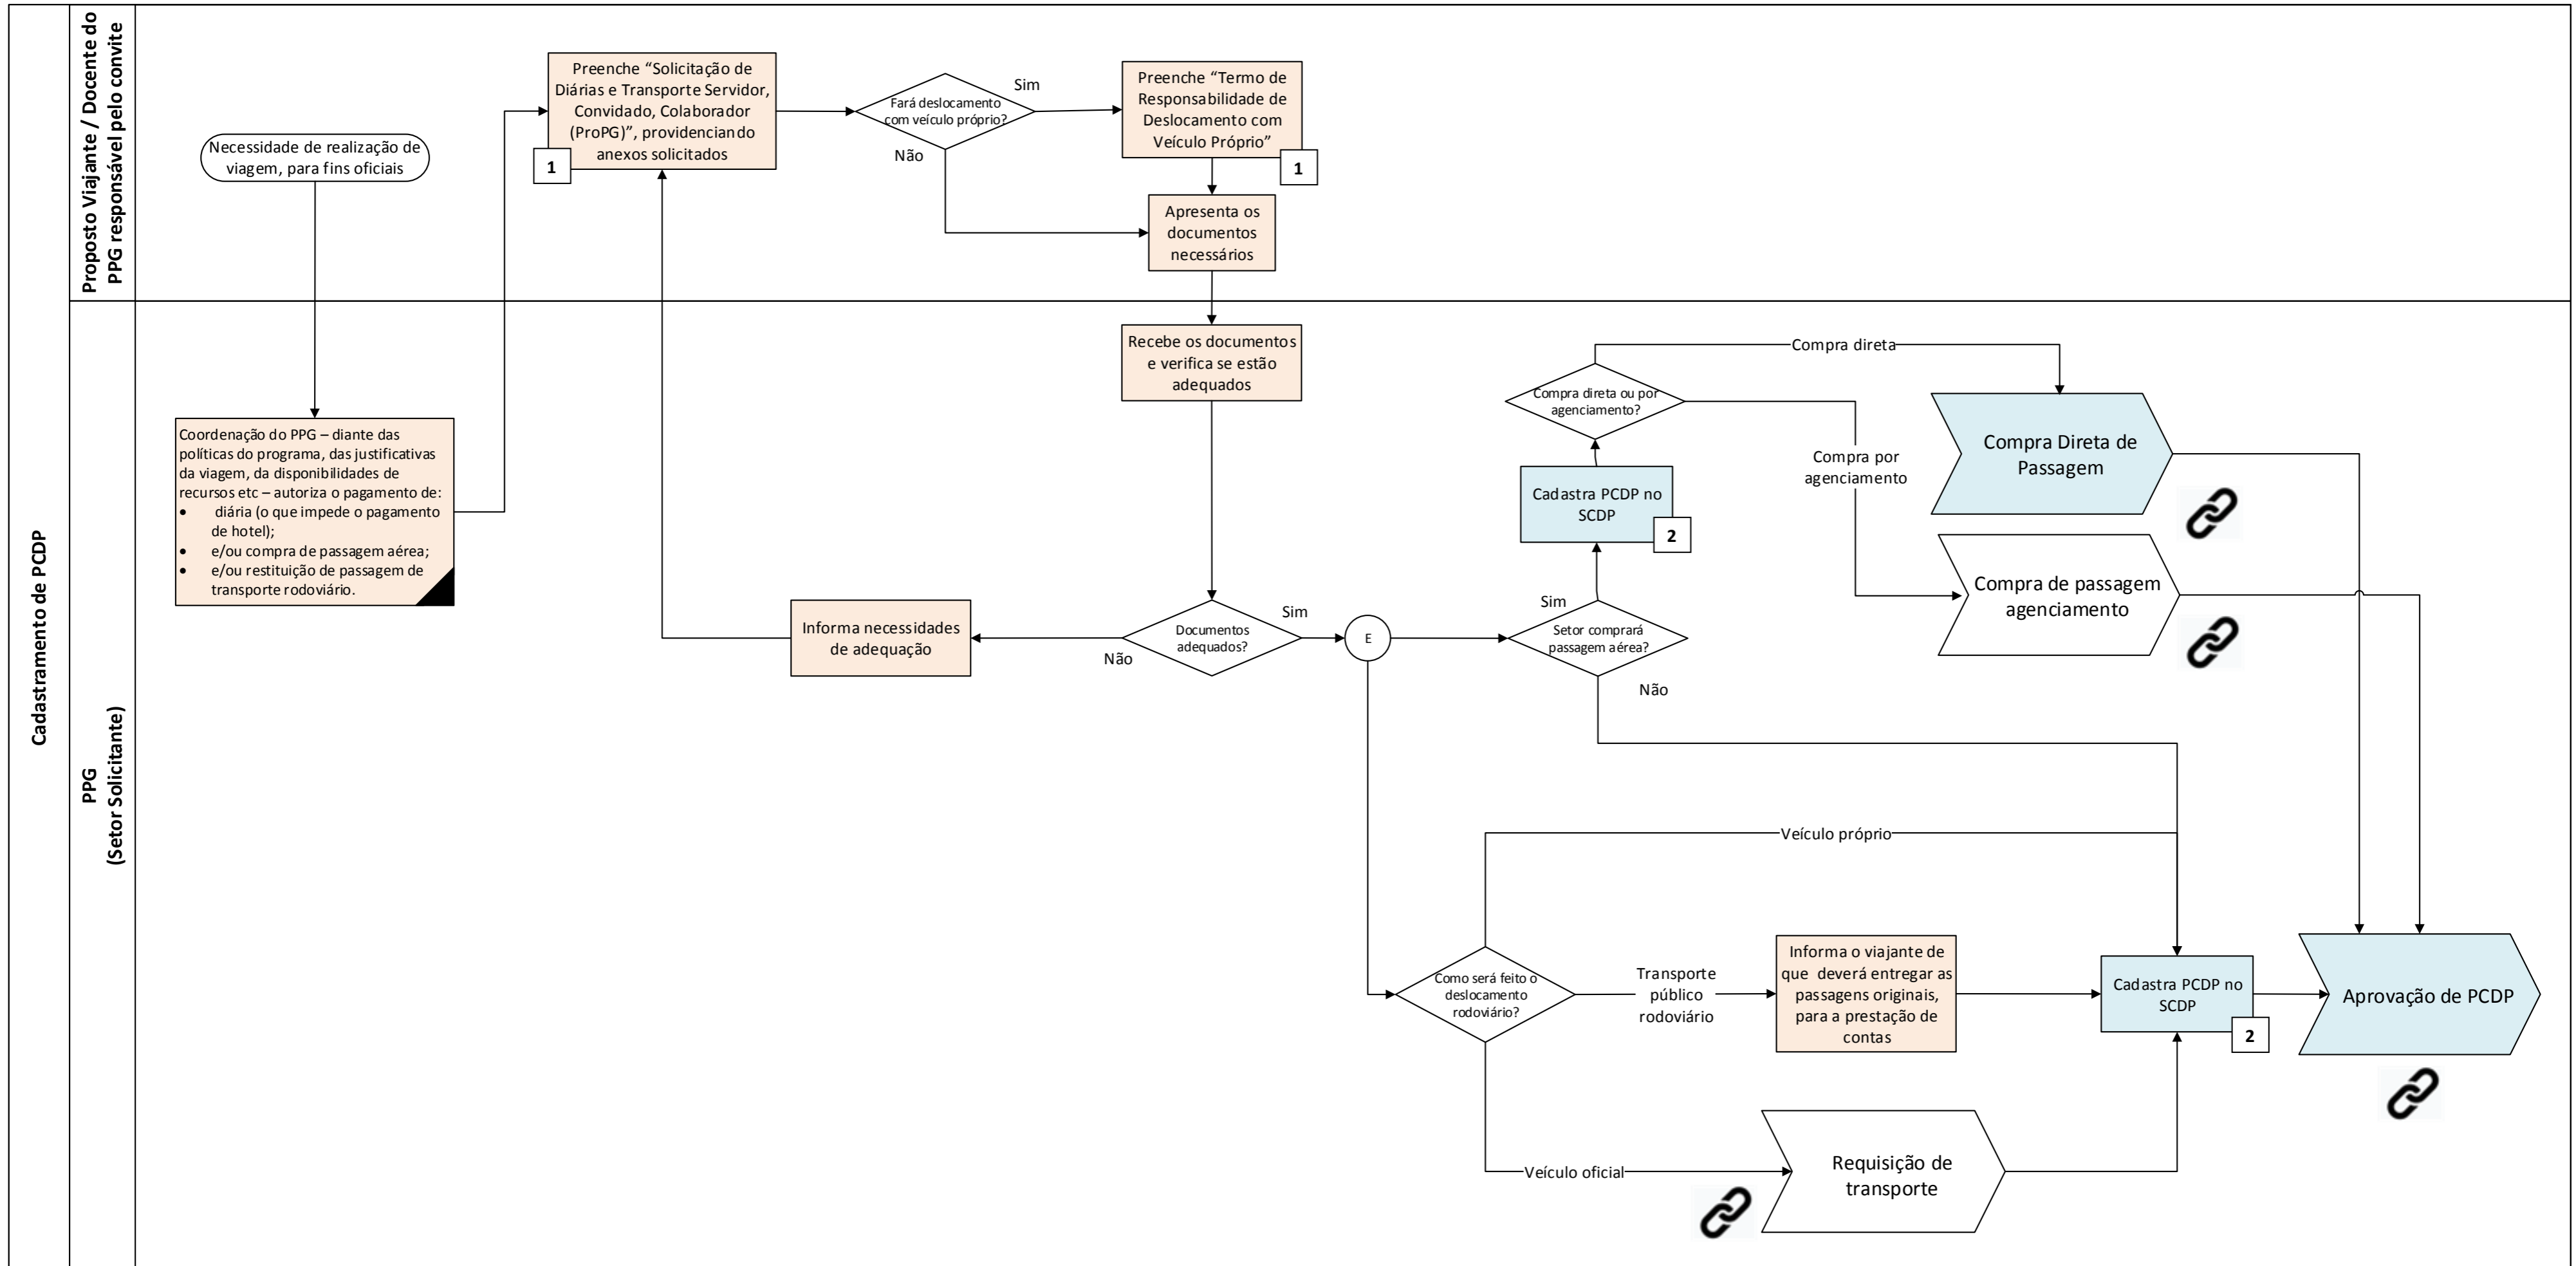 Cadastramento de PCDP
Proposto Viajante / Docente do
PPG responsável pelo convite
Necessidade de realização de
viagem, para fins oficiais
Preenche “Solicitação de
Diárias e Transporte Servidor,
Convidado, Colaborador
(ProPG)”, providenciando
anexos solicitados
1
Fará deslocamento
com veículo próprio?
Sim
Não
Preenche “Termo de
Responsabilidade de
Deslocamento com
Veículo Próprio”
1
Apresenta os
documentos
necessários
PPG
(Setor Solicitante)
Coordenação do PPG – diante das
políticas do programa, das justificativas
da viagem, da disponibilidades de
recursos etc – autoriza o pagamento de:
• diária (o que impede o pagamento
de hotel);
• e/ou compra de passagem aérea;
• e/ou restituição de passagem de
transporte rodoviário.
Recebe os documentos
e verifica se estão
adequados
Documentos
adequados?
Sim
Não
Informa necessidades
de adequação
E
Setor comprará
passagem aérea?
Sim
Não
Cadastra PCDP no
SCDP
2
Compra direta ou por
agenciamento?
Compra direta
Compra por
agenciamento
Compra Direta de
Passagem
Compra de passagem
agenciamento
Como será feito o
deslocamento
rodoviário?
Veículo próprio
Transporte
público
rodoviário
Veículo oficial
Informa o viajante de
que deverá entregar as
passagens originais,
para a prestação de
contas
Requisição de
transporte
Cadastra PCDP no
SCDP
2
Aprovação de PCDP